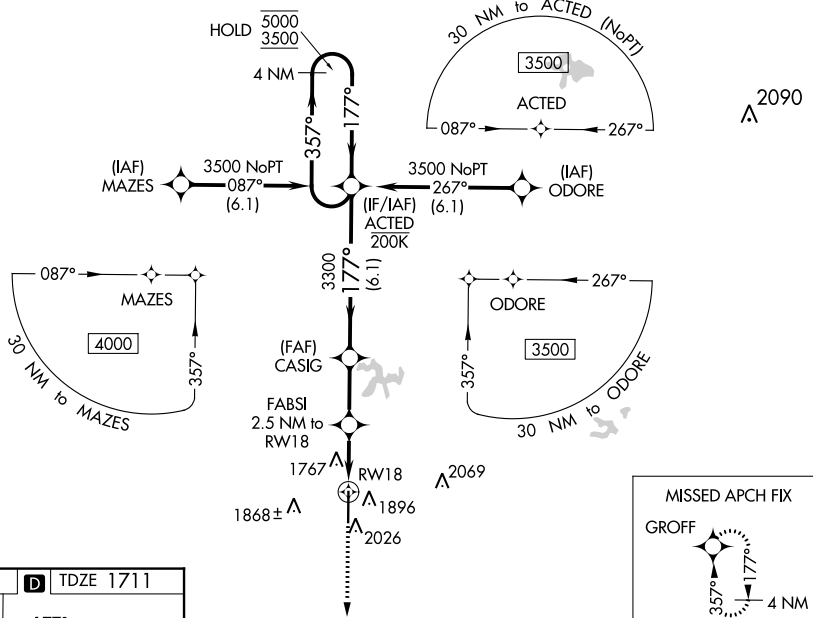 HOLD 5000
3500
4 NM
357°
177°
30 NM to ACTED (NoPT)
3500
ACTED
087°
267°
2090
(IAF)
MAZES
3500 NoPT
087°
(6.1)
3500 NoPT
267°
(6.1)
(IAF)
ODORE
(IF/IAF)
ACTED
200K
3300
177°
(6.1)
087°
MAZES
4000
357°
30 NM to MAZES
267°
ODORE
3500
357°
30 NM to ODORE
(FAF)
CASIG
FABSI
2.5 NM to
RW18
1767
RW18
2069
1868±
1896
2026
MISSED APCH FIX
GROFF
357°
177°
4 NM
D TDZE 1711